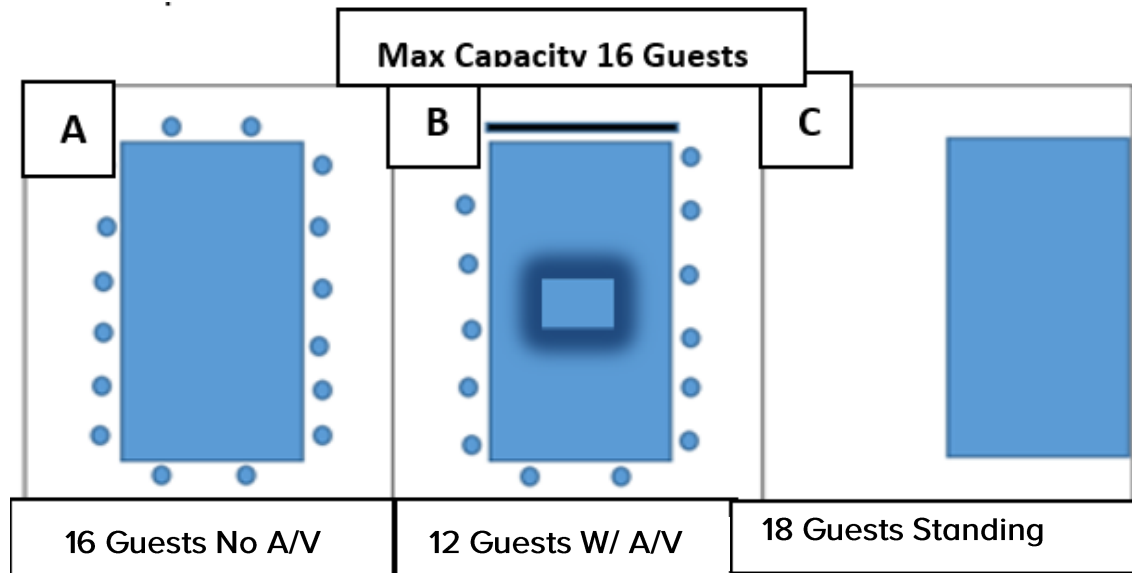 Max Capacity 16 Guests
A
B
C
16 Guests No A/V
12 Guests W/ A/V
18 Guests Standing